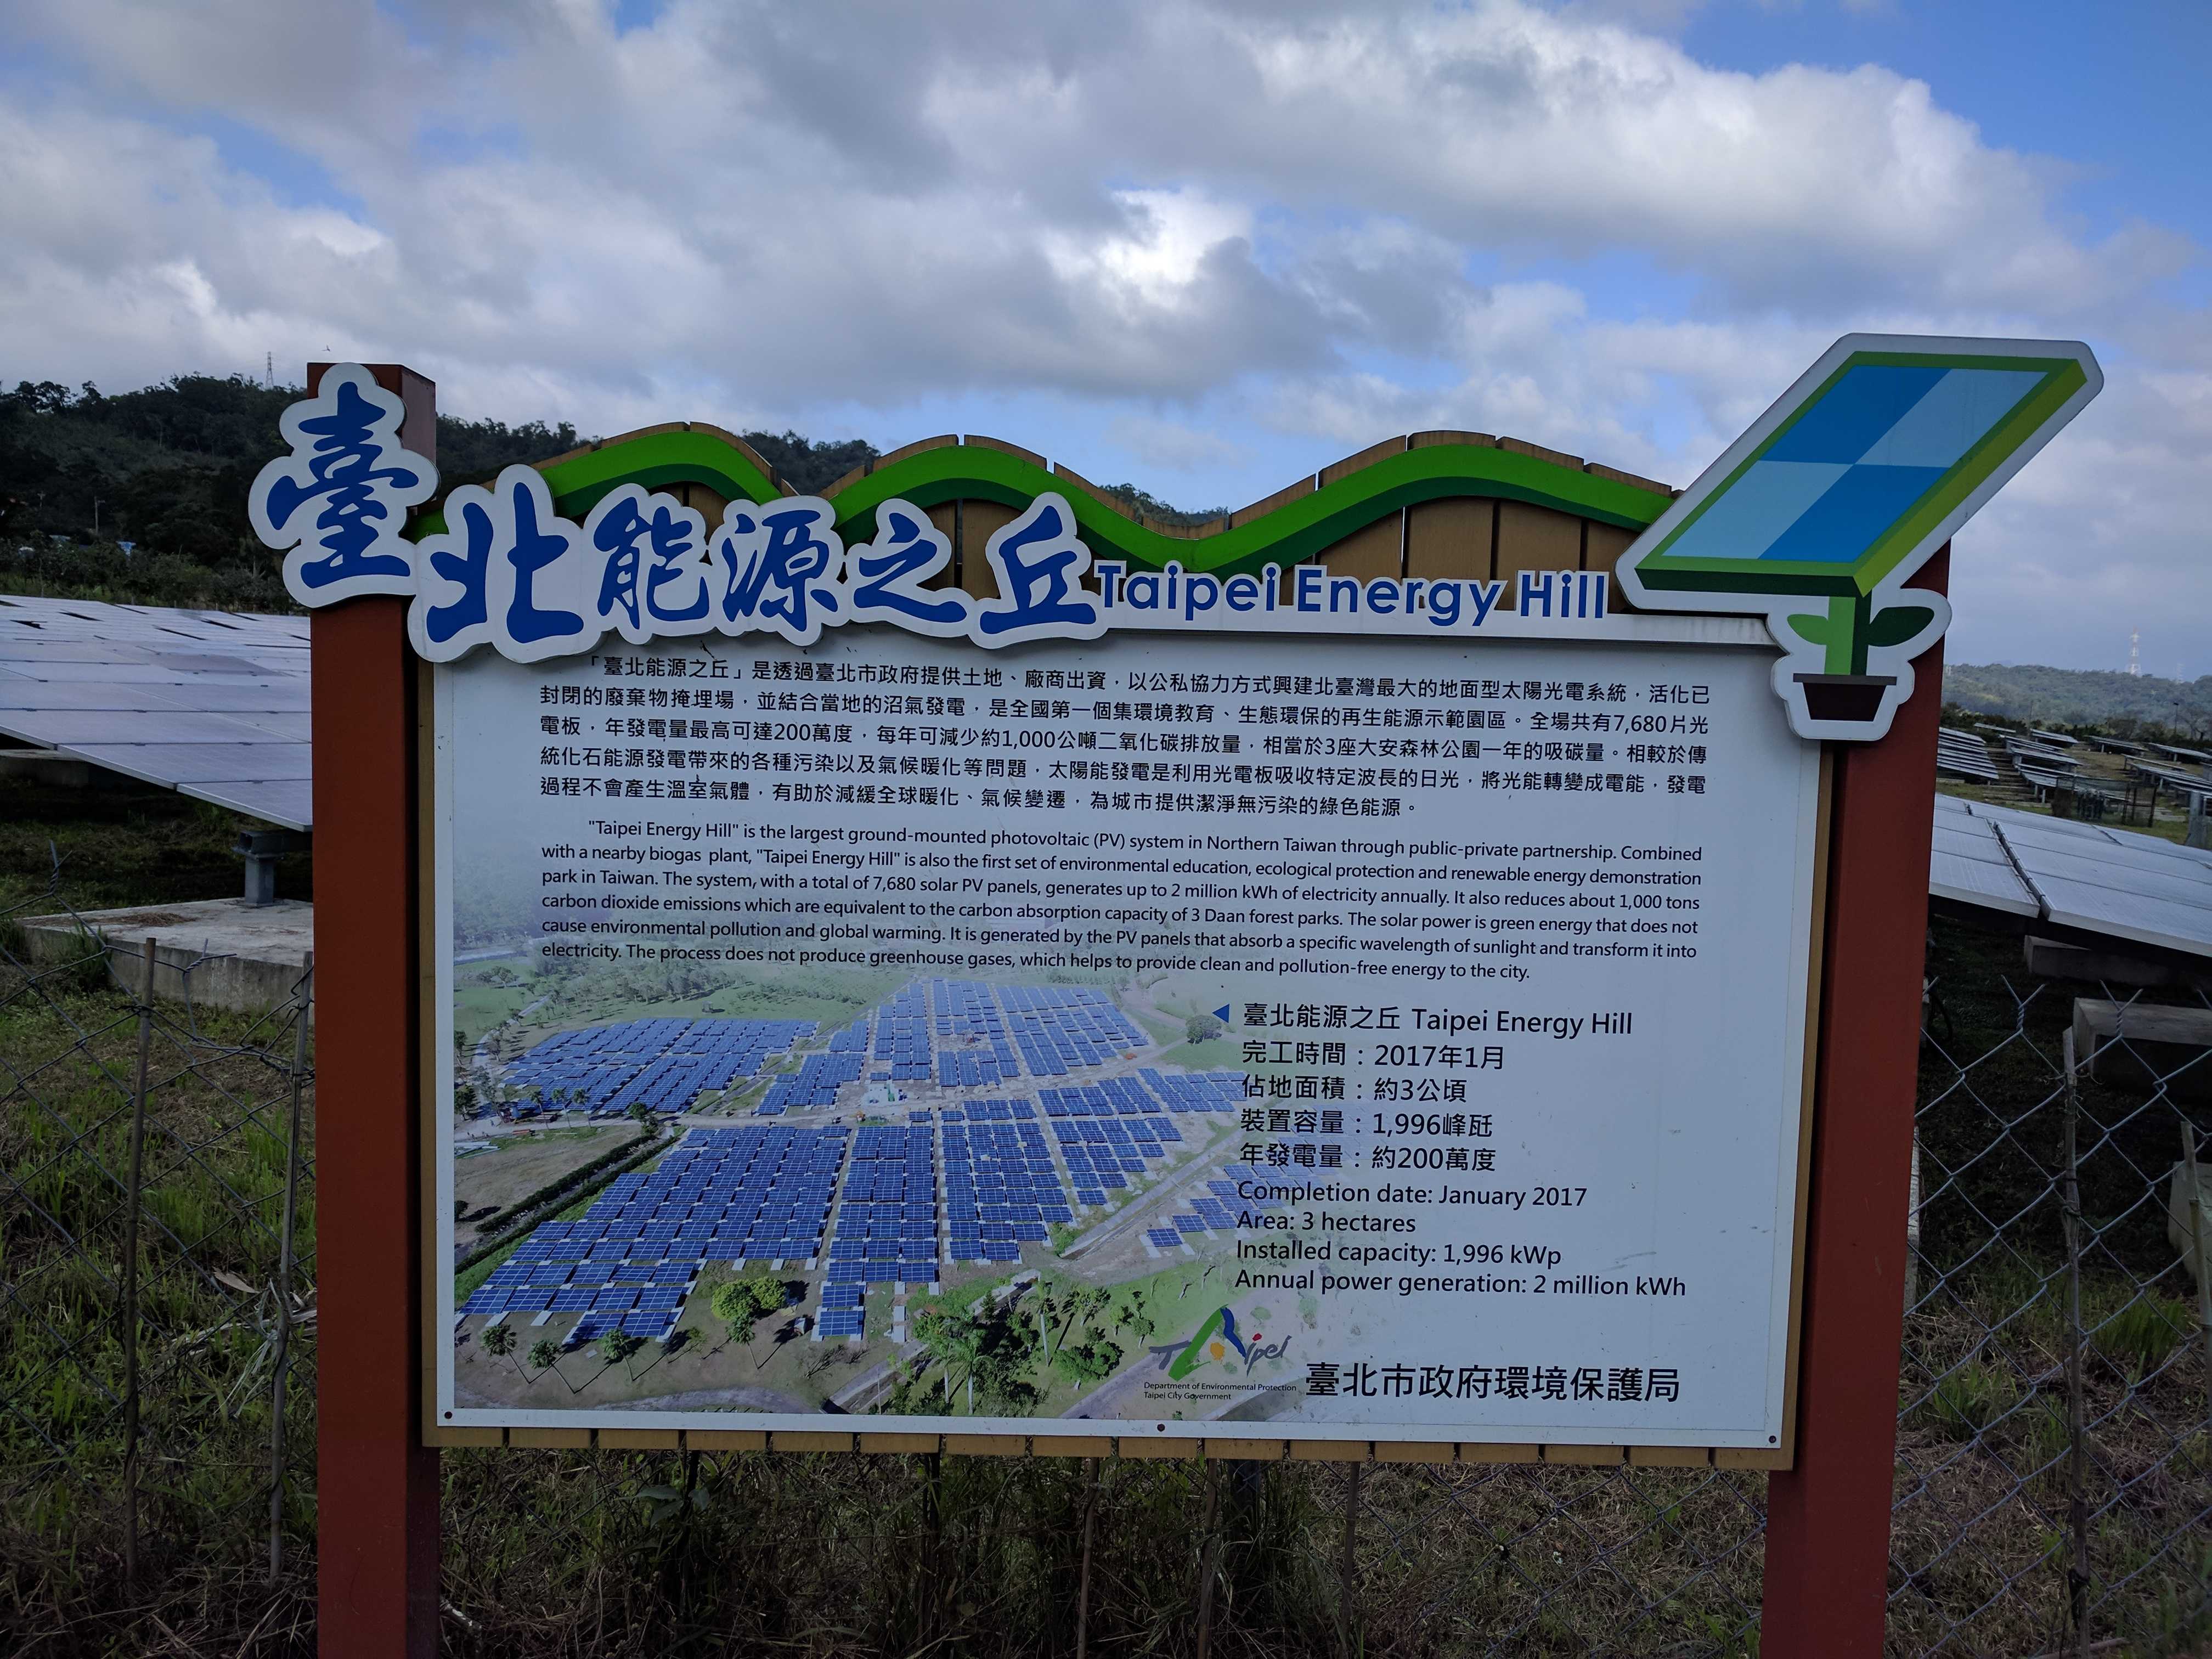 臺北能源之丘 Taipei Energy Hill
「臺北能源之丘」是透過臺北市政府提供土地、廠商出資，以公私協力方式興建北臺灣最大的地面型太陽光電系統，活化已
封閉的廢棄物掩埋場，並結合當地的沼氣發電，是全國第一個集環境教育、生態環保的再生能源示範園區。全場共有7,680片光
電板，年發電量最高可達200萬度，每年可減少約1,000公噸二氧化碳排放量，相當於3座大安森林公園一年的吸碳量。相較於傳
統化石能源發電帶來的各種污染以及氣候暖化等問題，太陽能發電是利用光電板吸收特定波長的日光，將光能轉變成電能，發電
過程不會產生溫室氣體，有助於減緩全球暖化、氣候變遷，為城市提供潔淨無污染的綠色能源。
"Taipei Energy Hill" is the largest ground-mounted photovoltaic (PV) system in Northern Taiwan through public-private partnership. Combined
with a nearby biogas plant, "Taipei Energy Hill" is also the first set of environmental education, ecological protection and renewable energy demonstration
park in Taiwan. The system, with a total of 7,680 solar PV panels, generates up to 2 million kWh of electricity annually. It also reduces about 1,000 tons
carbon dioxide emissions which are equivalent to the carbon absorption capacity of 3 Daan forest parks. The solar power is green energy that does not
cause environmental pollution and global warming. It is generated by the PV panels that absorb a specific wavelength of sunlight and transform it into
electricity. The process does not produce greenhouse gases, which helps to provide clean and pollution-free energy to the city.
臺北能源之丘 Taipei Energy Hill
完工時間：2017年1月
佔地面積：約3公頃
裝置容量：1,996峰瓩
年發電量：約200萬度
Completion date: January 2017
Area: 3 hectares
Installed capacity: 1,996 kWp
Annual power generation: 2 million kWh
Taipei
Department of Environmental Protection
Taipei City Government
臺北市政府環境保護局